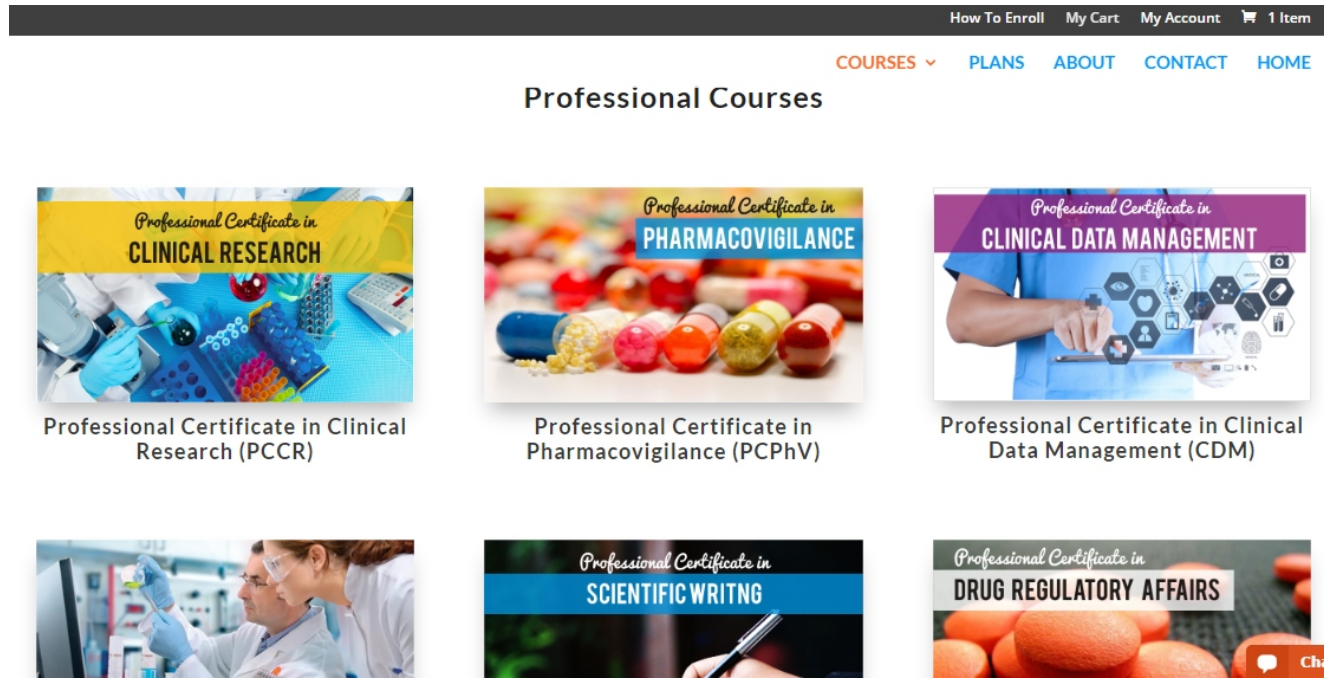 How To Enroll My Cart My Account 1 Item
COURSES PLANS ABOUT CONTACT HOME
Professional Courses
Professional Certificate in
CLINICAL RESEARCH
Professional Certificate in
PHARMACOVIGILANCE
Professional Certificate in
CLINICAL DATA MANAGEMENT
Professional Certificate in Clinical
Research (PCCR)
Professional Certificate in
Pharmacovigilance (PCPhV)
Professional Certificate in Clinical
Data Management (CDM)
Professional Certificate in
SCIENTIFIC WRITNG
Professional Certificate in
DRUG REGULATORY AFFAIRS
Cha